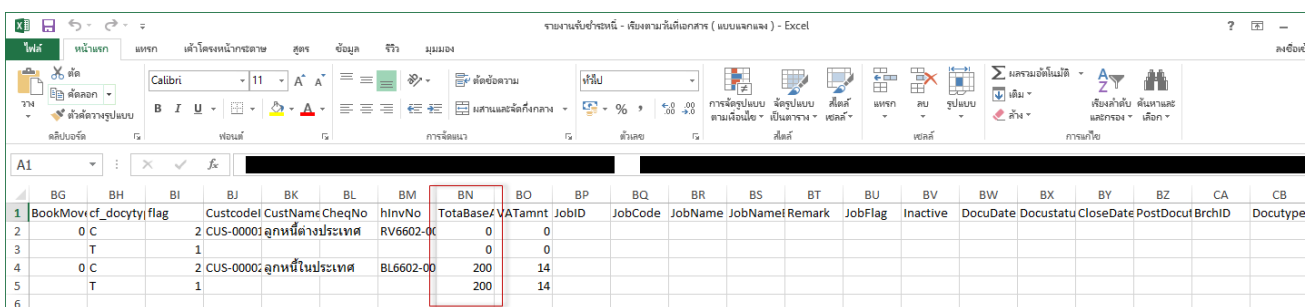 รายงานรับชำระหนี้ - เรียงตามวันที่เอกสาร ( แบบแจกแจง ) - Excel
ไฟล์ หน้าแรก แทรก เค้าโครงหน้ากระดาษ สูตร ข้อมูล รีวิว มุมมอง ลงชื่อเข้า
ตัด Calibri 11 ตัดข้อความ ทั่วไป ผลรวมอัตโนมัติ
คัดลอก เติม
วาง ตัวคัดวางรูปแบบ B I U ผสานและจัดกึ่งกลาง % การจัดรูปแบบตามเงื่อนไข จัดรูปแบบเป็นตาราง สไตล์เซลล์ แทรก ลบ รูปแบบ ล้าง เรียงลำดับและกรอง ค้นหาและเลือก
คลิปบอร์ด ฟอนต์ การจัดแนว ตัวเลข สไตล์ เซลล์ การแก้ไข
A1 fx
BG BH BI BJ BK BL BM BN BO BP BQ BR BS BT BU BV BW BX BY BZ CA CB
1 BookMove cf_docytyp flag Custcodel CustName CheqNo hInvNo TotaBaseA VATamnt JobID JobCode JobName JobNameE Remark JobFlag Inactive DocuDate Docustatu CloseDate PostDocuf BrchID Docutype
2 0 C 2 CUS-00001 ลูกหนี้ต่างประเทศ RV6602-00 0 0
3 T 1 0 0
4 0 C 2 CUS-00002 ลูกหนี้ในประเทศ BL6602-00 200 14
5 T 1 200 14
6